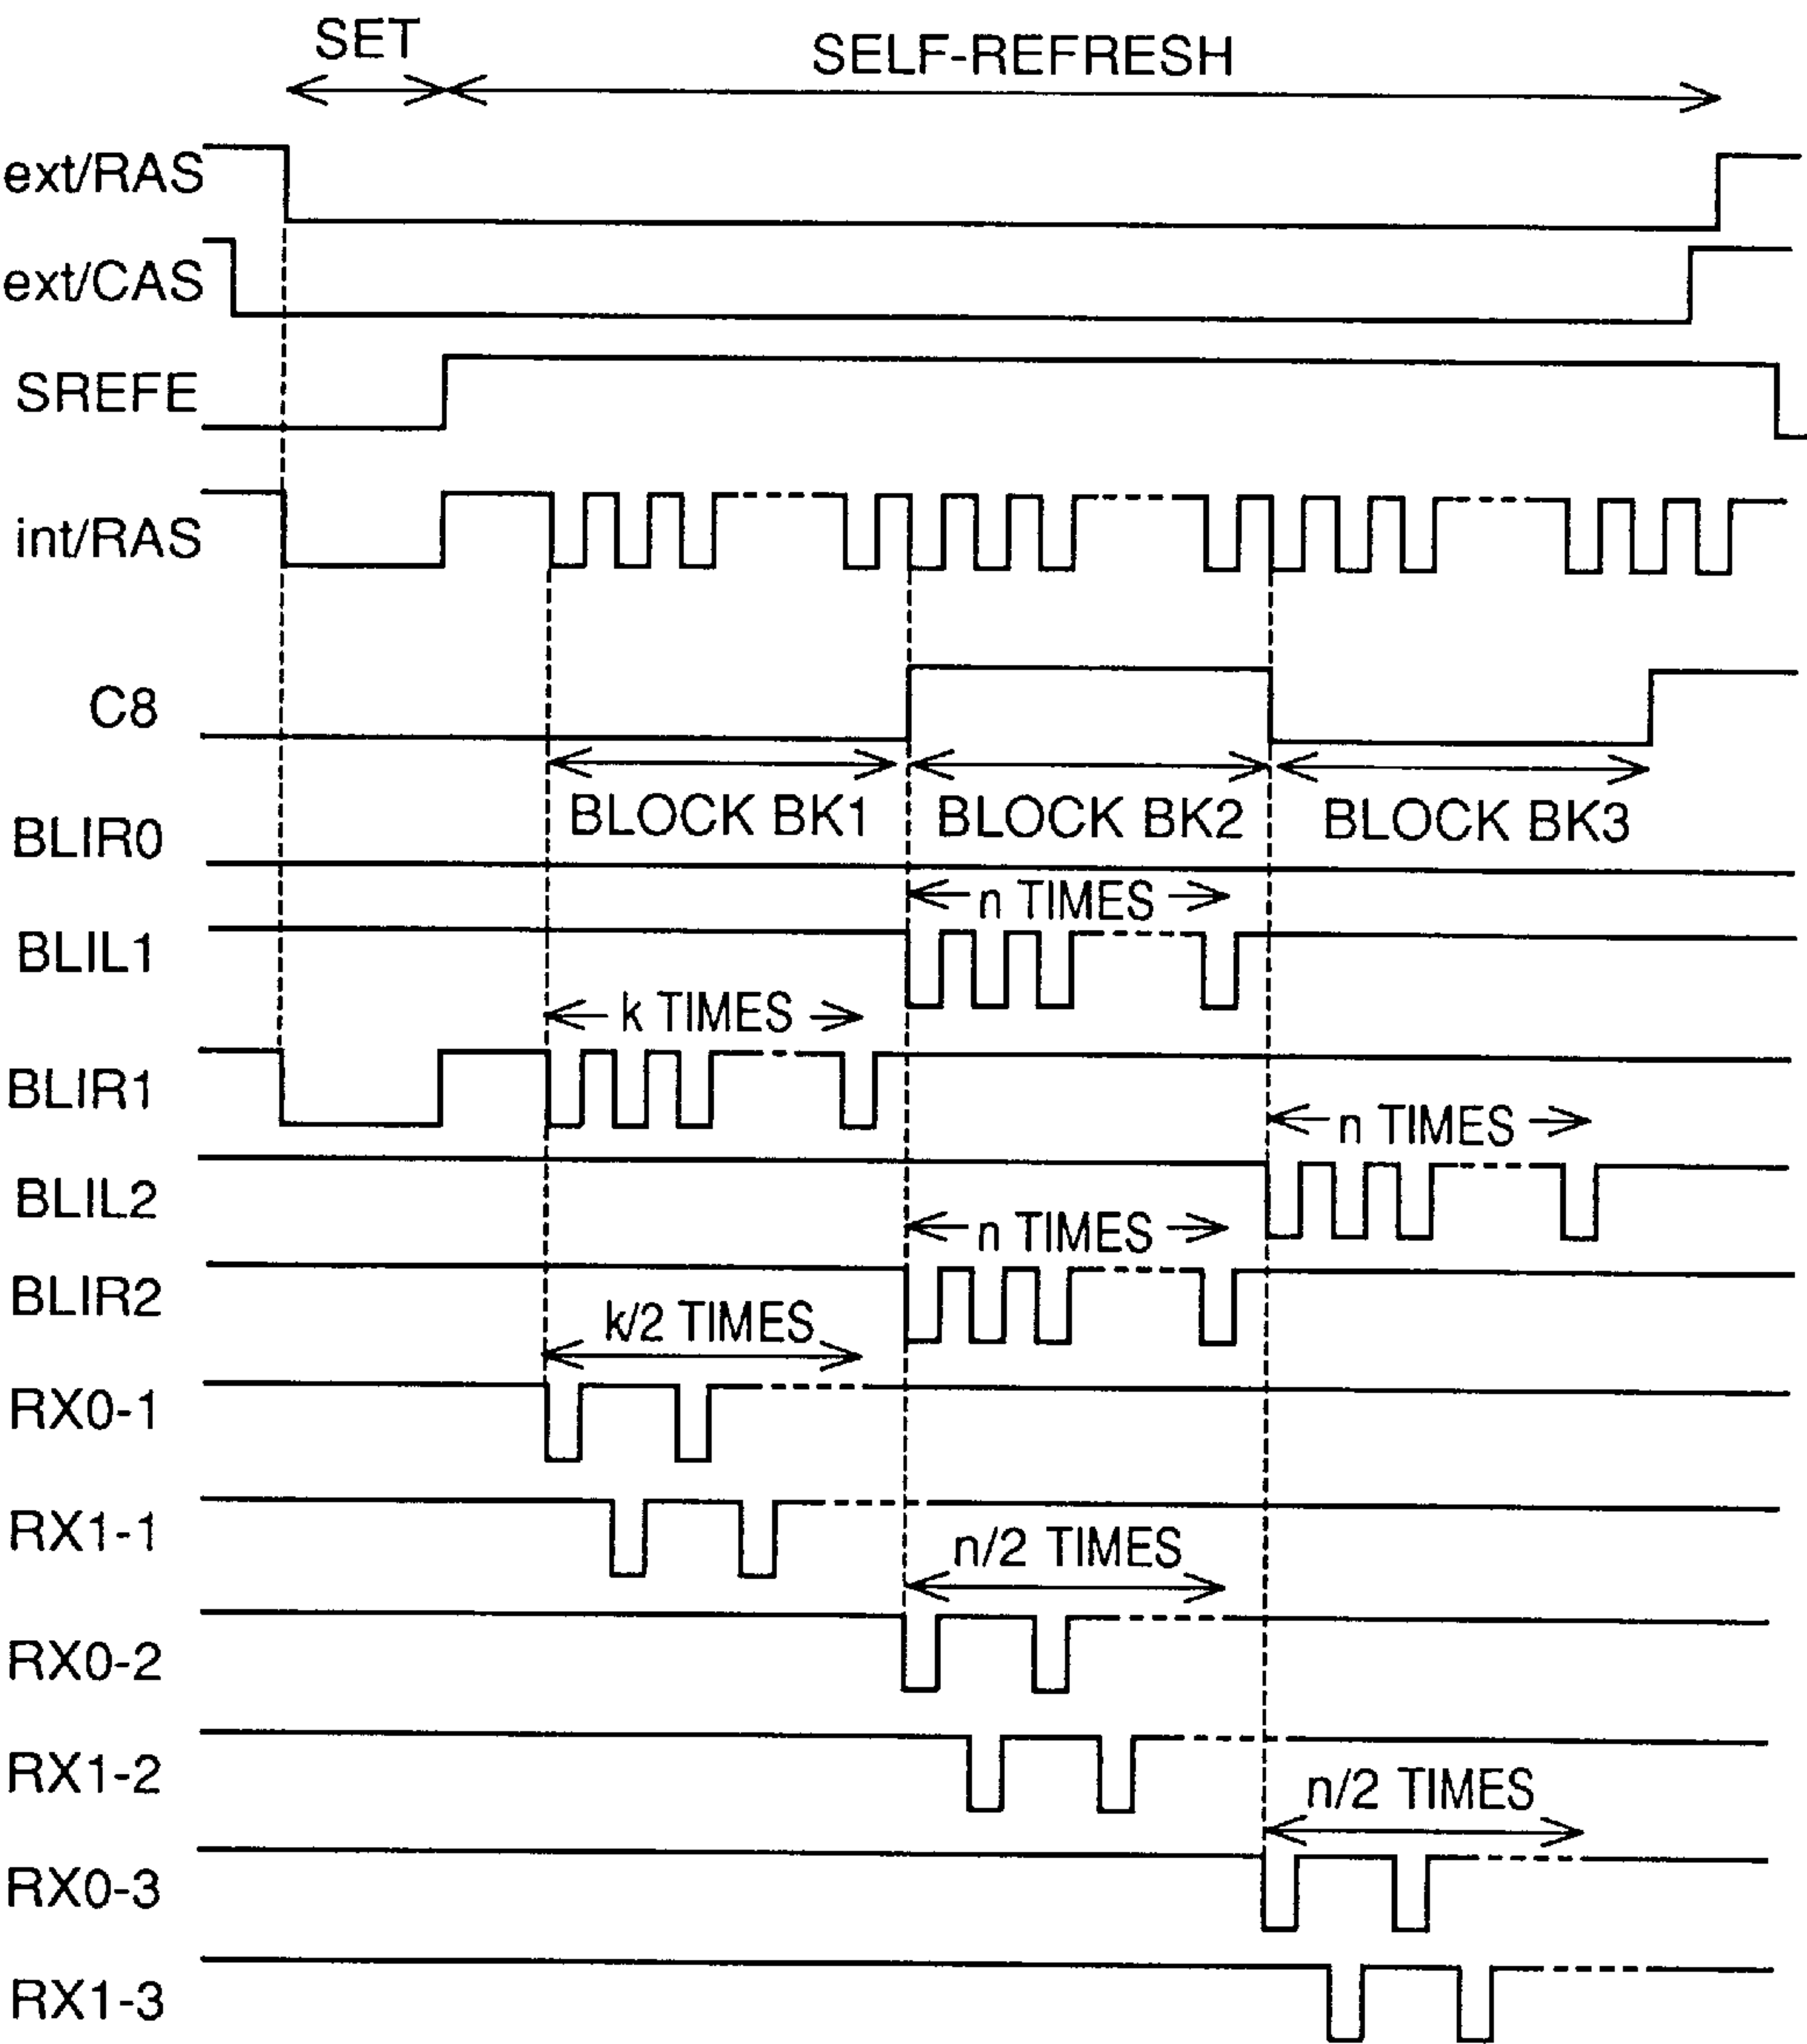 SET
SELF-REFRESH
ext/RAS
ext/CAS
SREFE
int/RAS
C8
BLOCK BK1 BLOCK BK2 BLOCK BK3
BLIR0
n TIMES
BLIL1
k TIMES
BLIR1
n TIMES
BLIL2
n TIMES
BLIR2
k/2 TIMES
RX0-1
RX1-1
n/2 TIMES
RX0-2
RX1-2
n/2 TIMES
RX0-3
RX1-3